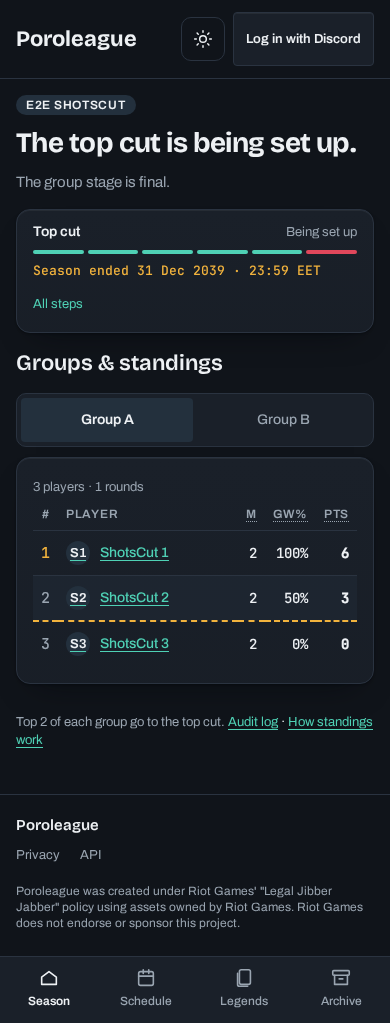 Poroleague
Log in with Discord
E2E SHOTSCUT
The top cut is being set up.
The group stage is final.
Top cut Being set up
Season ended 31 Dec 2039 · 23:59 EET
All steps
Groups & standings
Group A Group B
3 players · 1 rounds
# PLAYER M GW% PTS
1 S1 ShotsCut 1 2 100% 6
2 S2 ShotsCut 2 2 50% 3
3 S3 ShotsCut 3 2 0% 0
Top 2 of each group go to the top cut. Audit log · How standings
work
Poroleague
Privacy API
Poroleague was created under Riot Games' "Legal Jibber
Jabber" policy using assets owned by Riot Games. Riot Games
does not endorse or sponsor this project.
Season Schedule Legends Archive